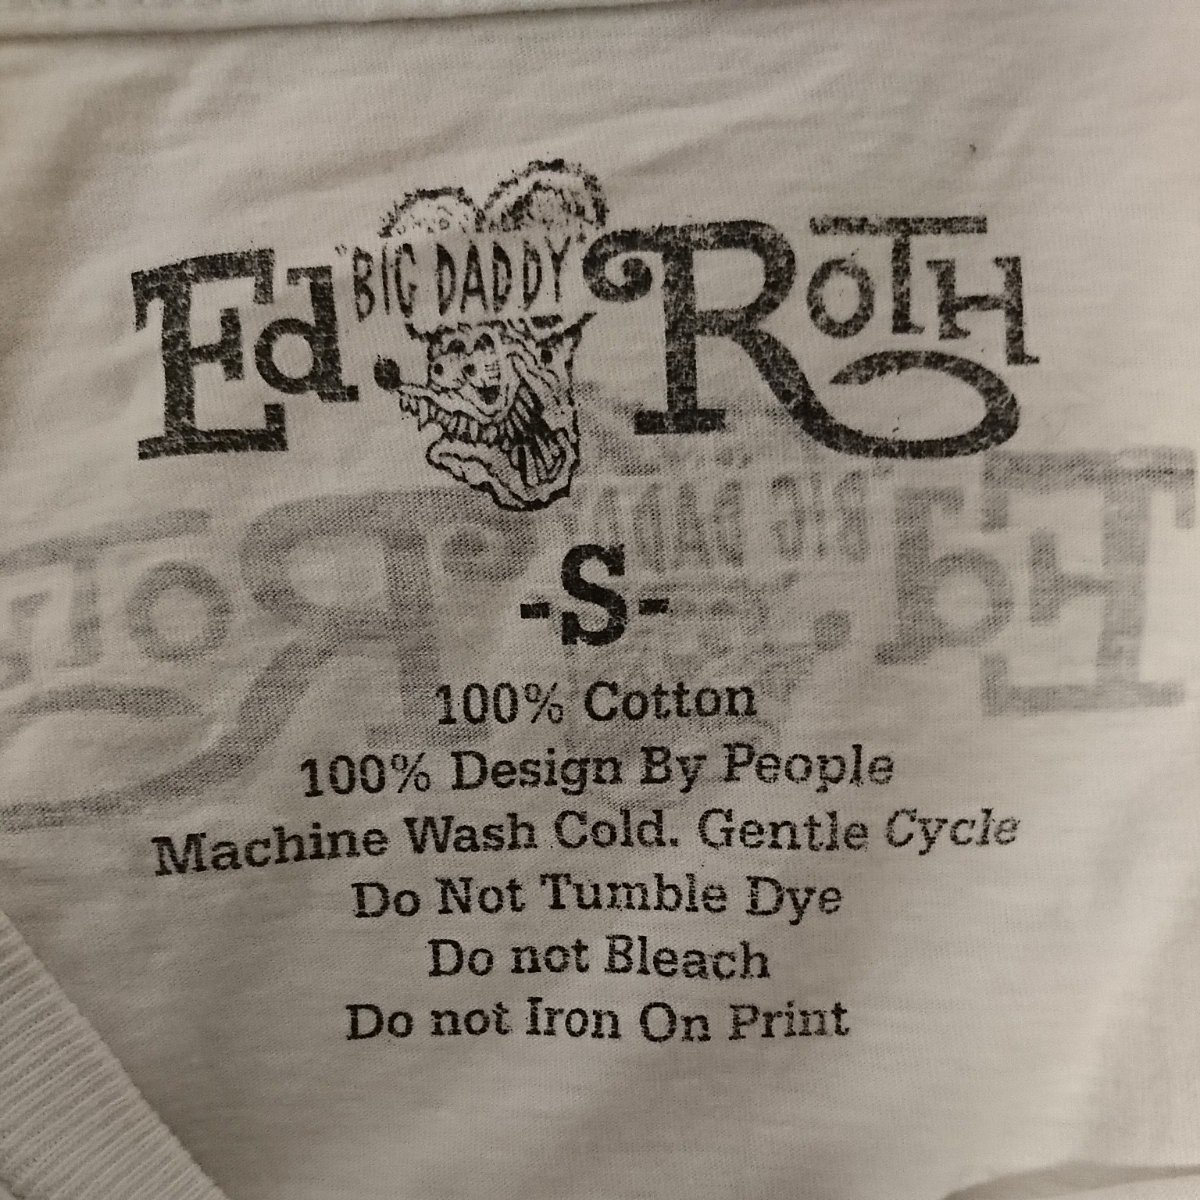 Ed "BIG DADDY" ROTH
-S-
100% Cotton
100% Design By People
Machine Wash Cold. Gentle Cycle
Do Not Tumble Dye
Do not Bleach
Do not Iron On Print